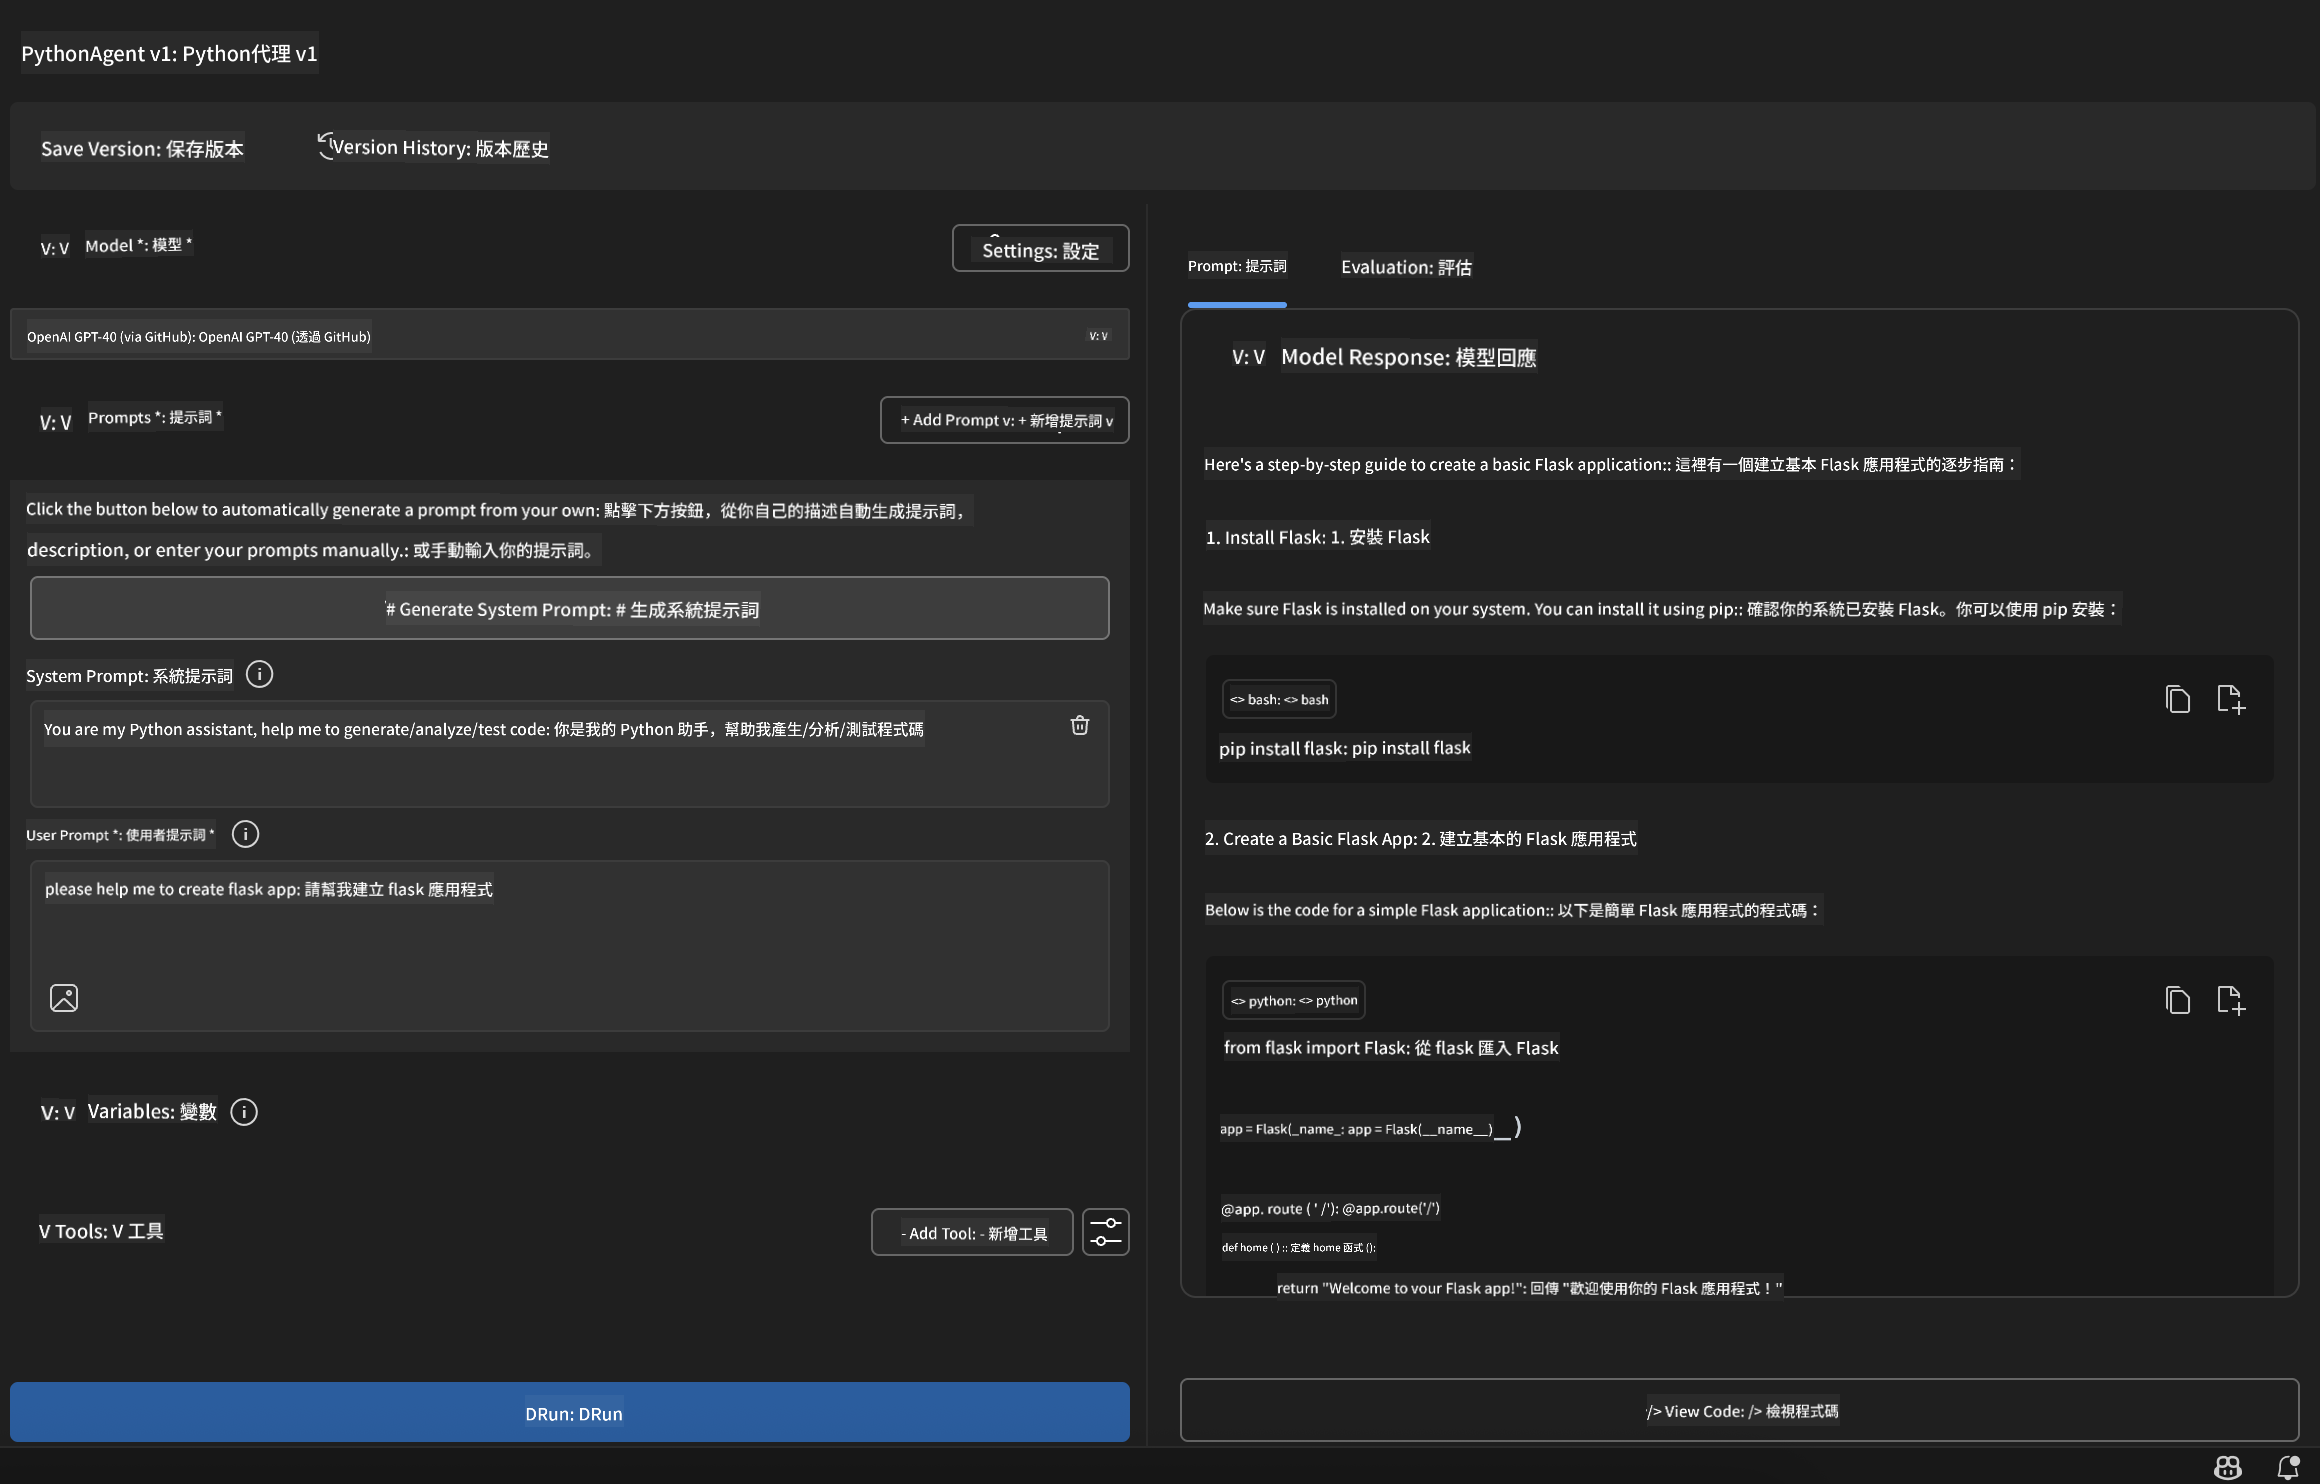 PythonAgent v1: Python代理 v1
Save Version: 保存版本
Version History: 版本歷史
V: V Model *: 模型 *
Settings: 設定
OpenAI GPT-40 (via GitHub): OpenAI GPT-40 (透過 GitHub)
V: V
V: V Prompts *: 提示詞 *
+ Add Prompt v: + 新增提示詞 v
Click the button below to automatically generate a prompt from your own: 點擊下方按鈕，從你自己的描述自動生成提示詞，
description, or enter your prompts manually.: 或手動輸入你的提示詞。
# Generate System Prompt: # 生成系統提示詞
System Prompt: 系統提示詞
You are my Python assistant, help me to generate/analyze/test code: 你是我的 Python 助手，幫助我產生/分析/測試程式碼
User Prompt *: 使用者提示詞 *
please help me to create flask app: 請幫我建立 flask 應用程式
V: V Variables: 變數
V Tools: V 工具
- Add Tool: - 新增工具
DRun: DRun
Prompt: 提示詞
Evaluation: 評估
V: V Model Response: 模型回應
Here's a step-by-step guide to create a basic Flask application:: 這裡有一個建立基本 Flask 應用程式的逐步指南：
1. Install Flask: 1. 安裝 Flask
Make sure Flask is installed on your system. You can install it using pip:: 確認你的系統已安裝 Flask。你可以使用 pip 安裝：
<> bash: <> bash
pip install flask: pip install flask
2. Create a Basic Flask App: 2. 建立基本的 Flask 應用程式
Below is the code for a simple Flask application:: 以下是簡單 Flask 應用程式的程式碼：
<> python: <> python
from flask import Flask: 從 flask 匯入 Flask
app = Flask(_name_: app = Flask(__name__)_)
@app. route ( ' /'): @app.route('/')
def home ( ) :: 定義 home 函式 ():
return "Welcome to vour Flask app!": 回傳 "歡迎使用你的 Flask 應用程式！"
/> View Code: /> 檢視程式碼